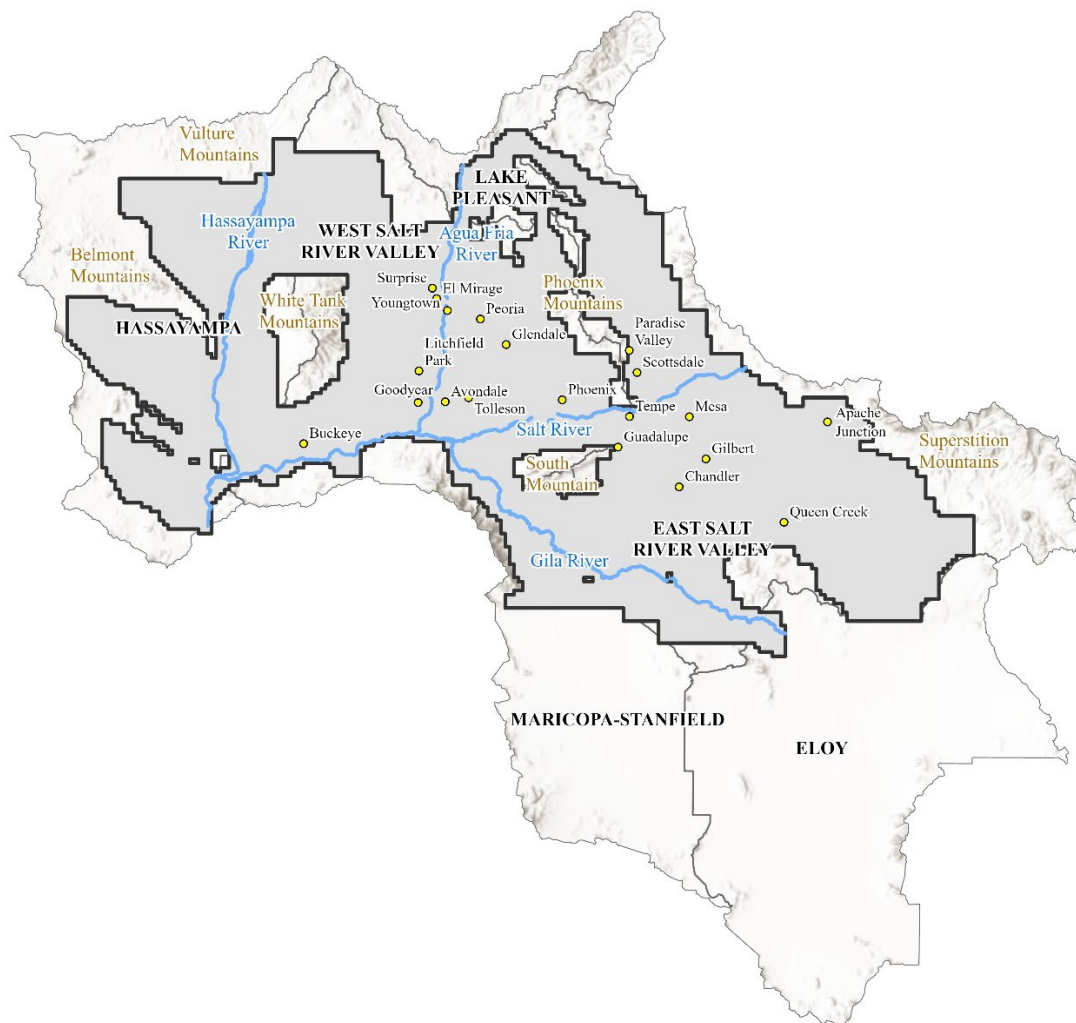 Vulture
Mountains
LAKE
PLEASANT
Hassayampa
River
WEST SALT
RIVER VALLEY
Agua Fria
River
Belmont
Mountains
Surprise
El Mirage
Youngtown
White Tank
Mountains
Phoenix
Mountains
Peoria
HASSAYAMPA
Paradise
Valley
Glendale
Litchfield
Park
Scottsdale
Goodyear
Avondale
Tolleson
Phoenix
Tempe
Mesa
Apache
Junction
Salt River
Buckeye
Guadalupe
Superstition
Mountains
South
Mountain
Gilbert
Chandler
Queen Creek
EAST SALT
RIVER VALLEY
Gila River
MARICOPA-STANFIELD
ELOY